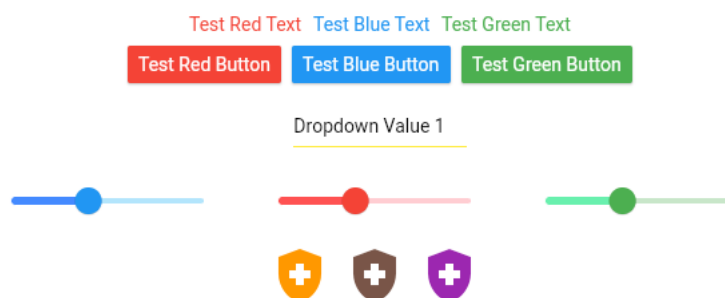 Test Red Text Test Blue Text Test Green Text
Test Red Button Test Blue Button Test Green Button
Dropdown Value 1